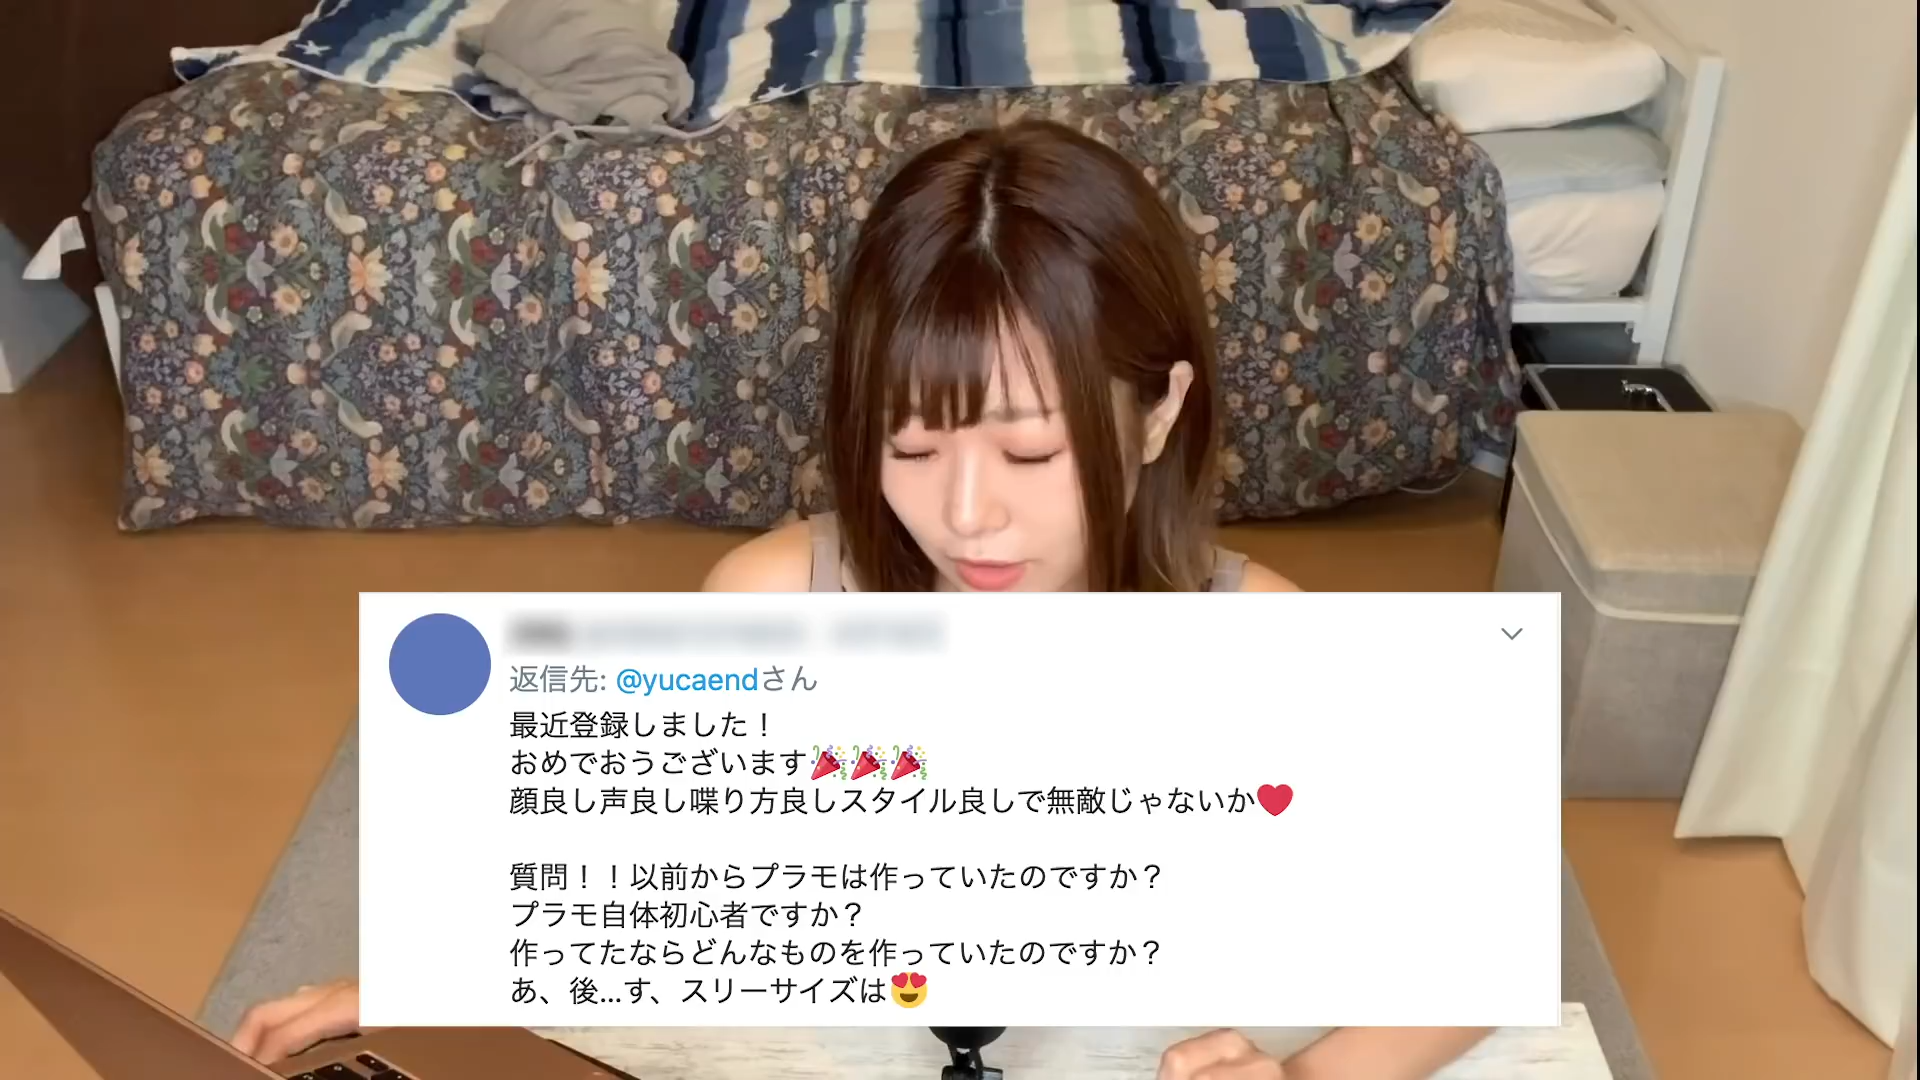 返信先: @yucaendさん
最近登録しました！
おめでおうございます🎉🎉🎉
顔良し声良し喋り方良しスタイル良しで無敵じゃないか❤️
質問！！以前からプラモは作っていたのですか？
プラモ自体初心者ですか？
作ってたならどんなものを作っていたのですか？
あ、後...す、スリーサイズは😍